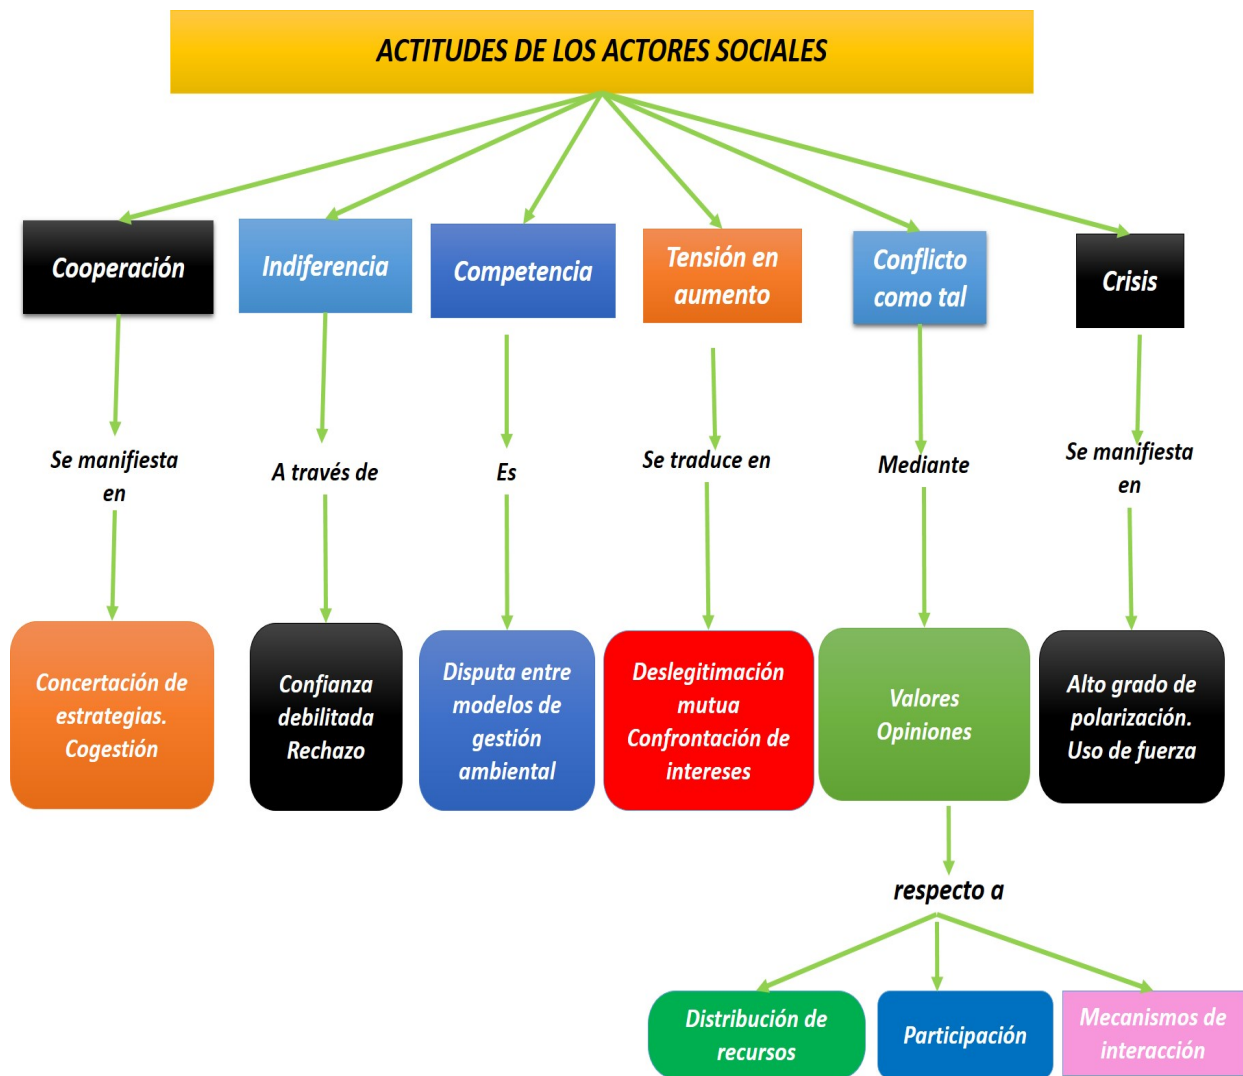 ACTITUDES DE LOS ACTORES SOCIALES
Cooperación
Indiferencia
Competencia
Tensión en
aumento
Conflicto
como tal
Crisis
Se manifiesta
en
A través de
Es
Se traduce en
Mediante
Se manifiesta
en
Concertación de
estrategias.
Cogestión
Confianza
debilitada
Rechazo
Disputa entre
modelos de
gestión
ambiental
Deslegitimación
mutua
Confrontación de
intereses
Valores
Opiniones
Alto grado de
polarización.
Uso de fuerza
respecto a
Distribución de
recursos
Participación
Mecanismos de
interacción